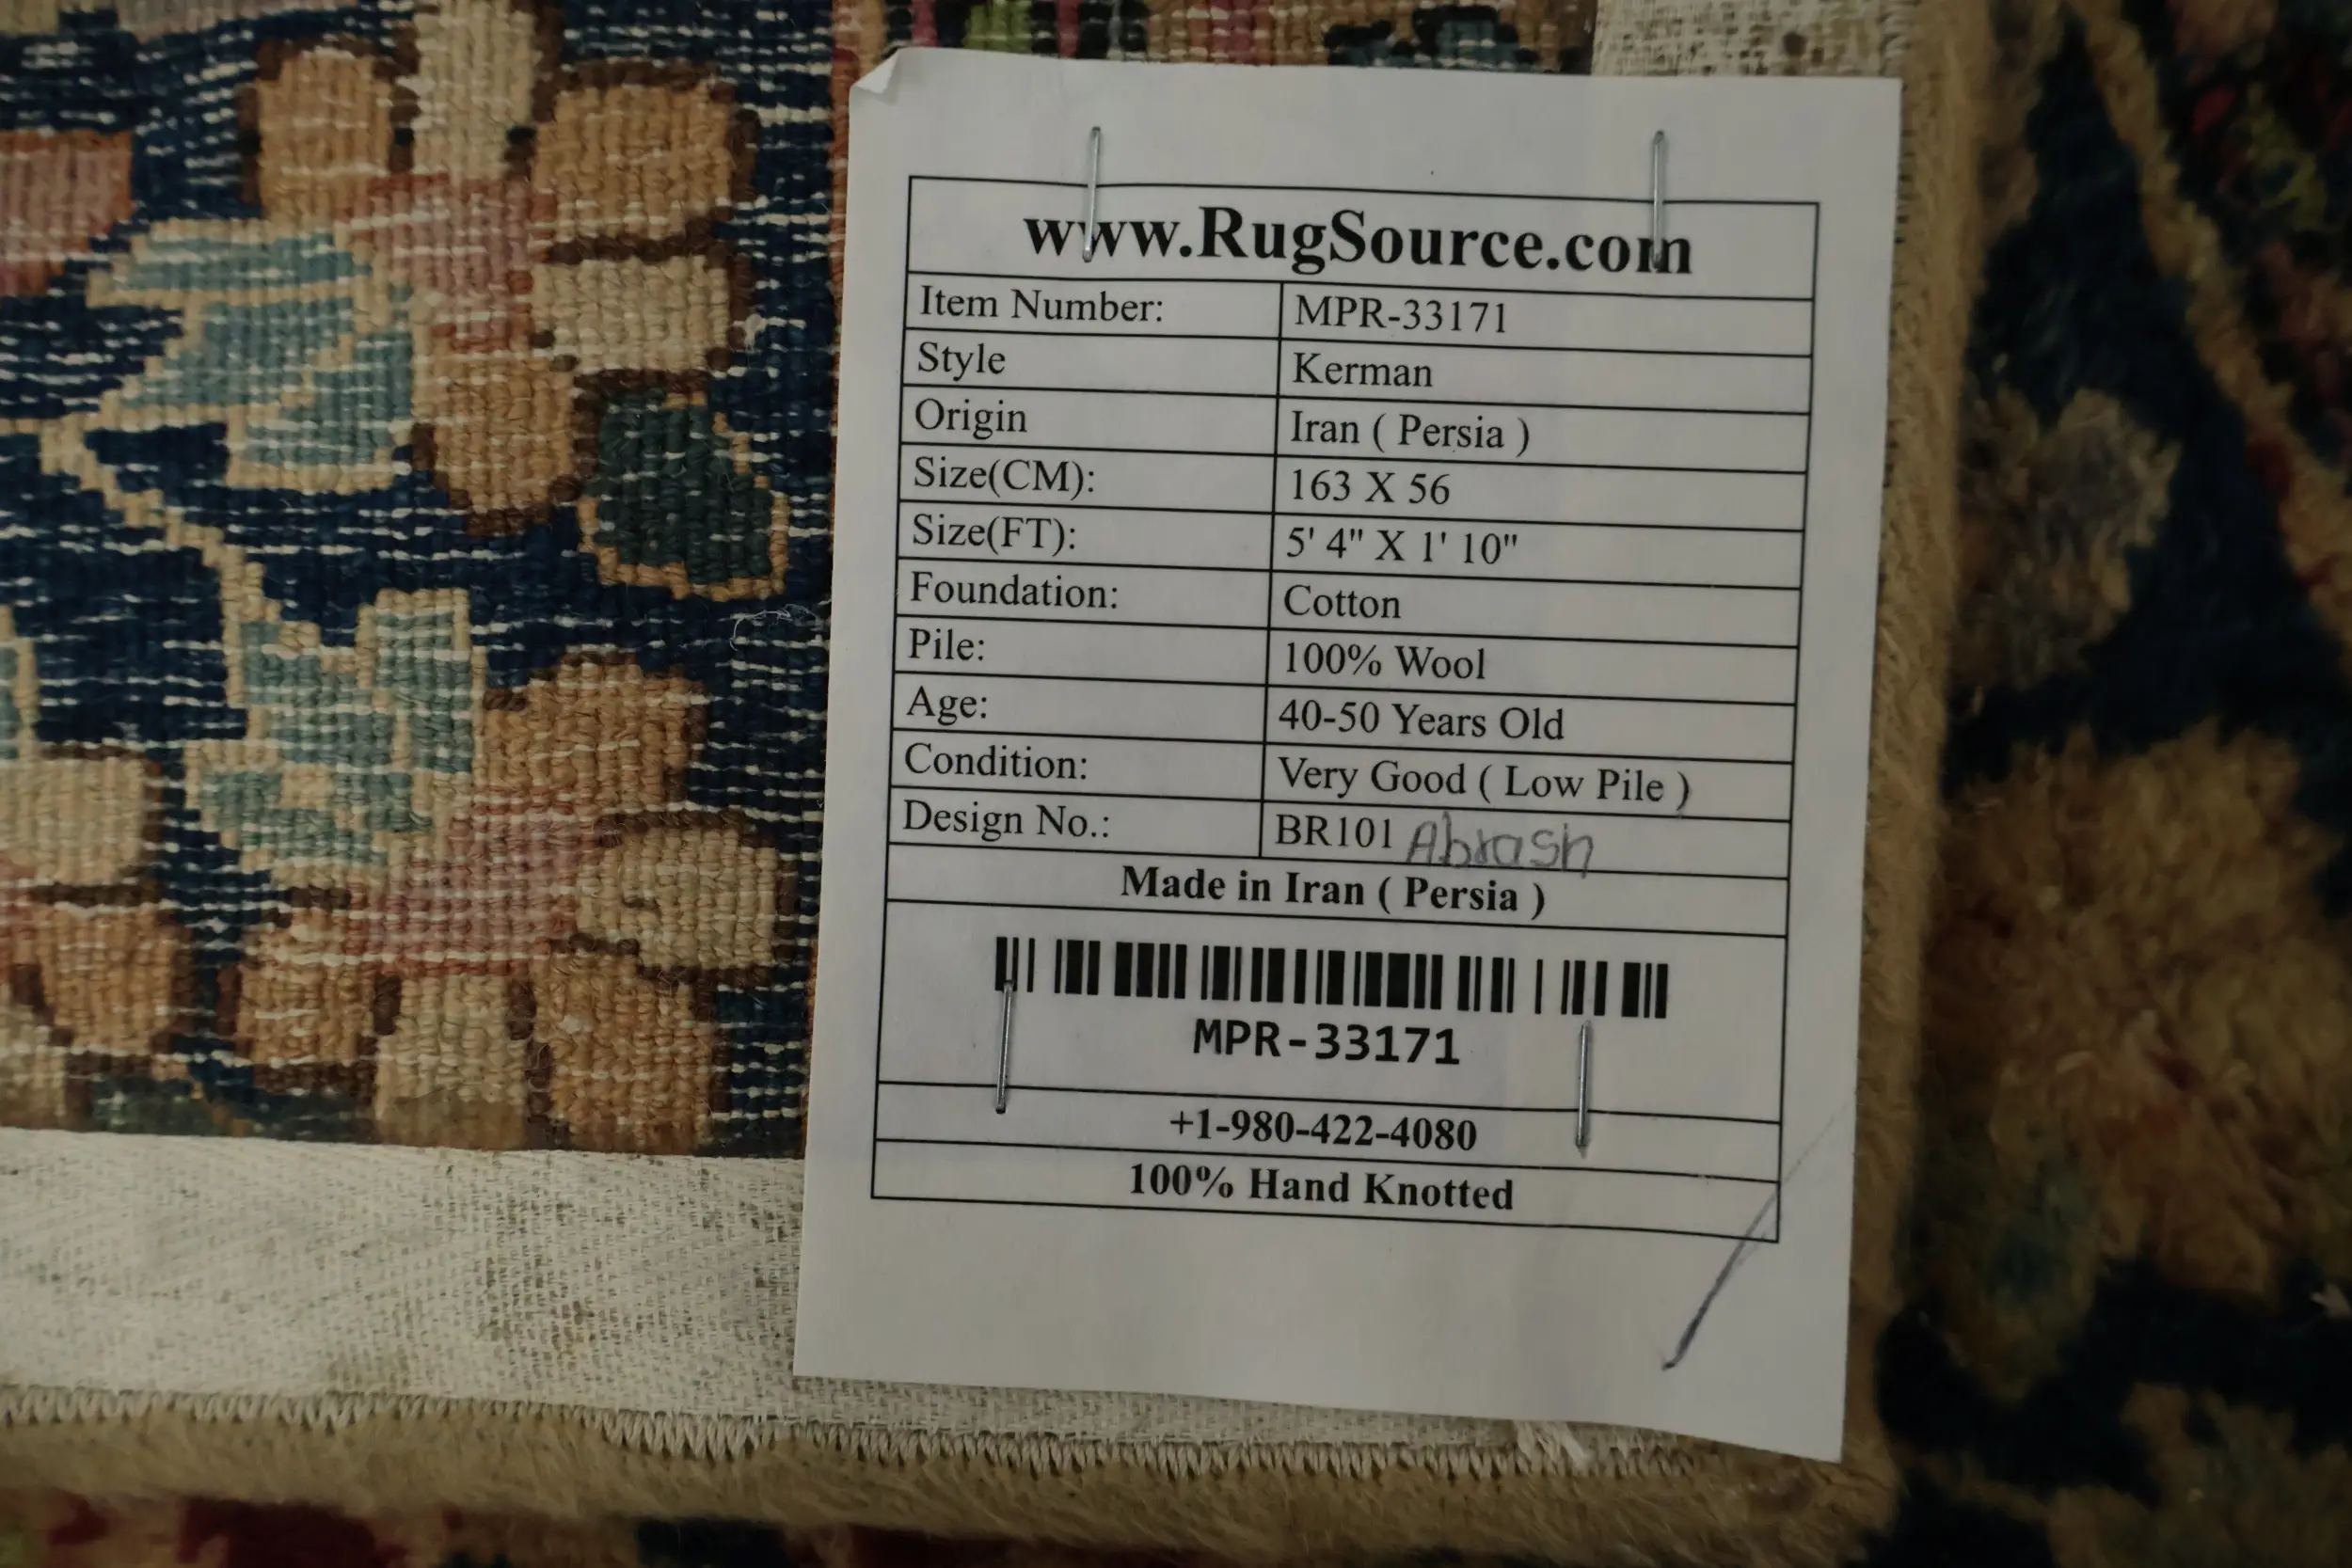 www.RugSource.com
Item Number: MPR-33171
Style Kerman
Origin Iran ( Persia )
Size(CM): 163 X 56
Size(FT): 5' 4" X 1' 10"
Foundation: Cotton
Pile: 100% Wool
Age: 40-50 Years Old
Condition: Very Good ( Low Pile )
Design No.: BR101 Abrash
Made in Iran ( Persia )
MPR-33171
+1-980-422-4080
100% Hand Knotted